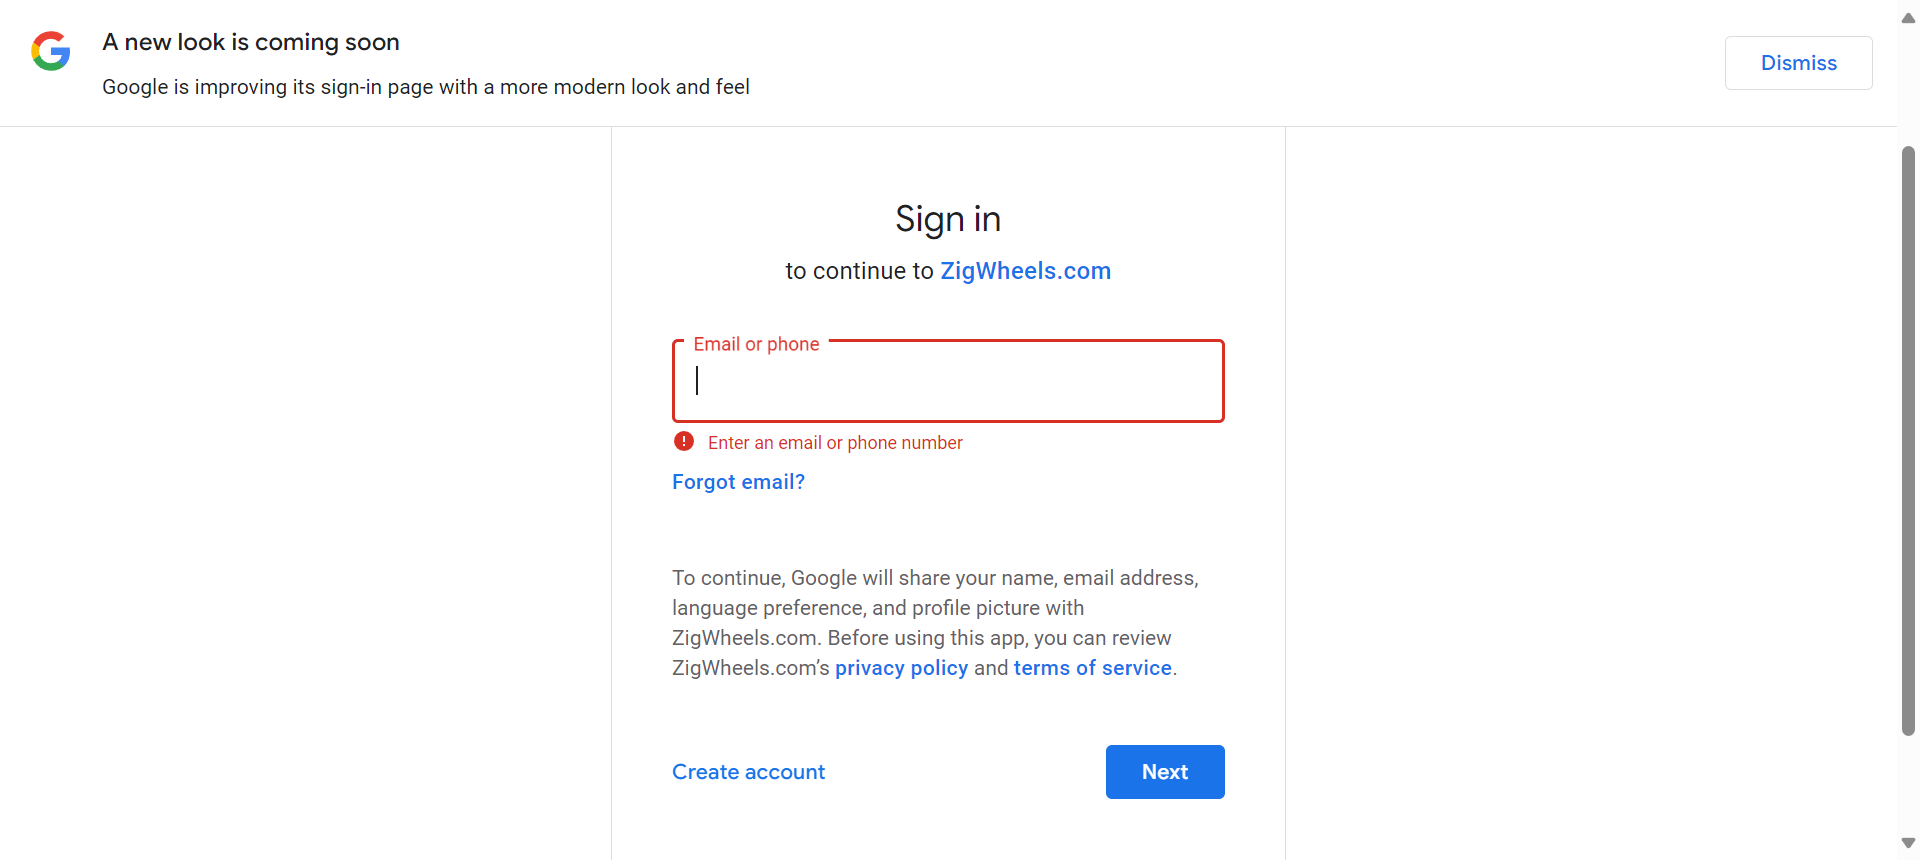 A new look is coming soon
Google is improving its sign-in page with a more modern look and feel
Dismiss
Sign in
to continue to ZigWheels.com
Email or phone
Enter an email or phone number
Forgot email?
To continue, Google will share your name, email address,
language preference, and profile picture with
ZigWheels.com. Before using this app, you can review
ZigWheels.com’s privacy policy and terms of service.
Create account
Next